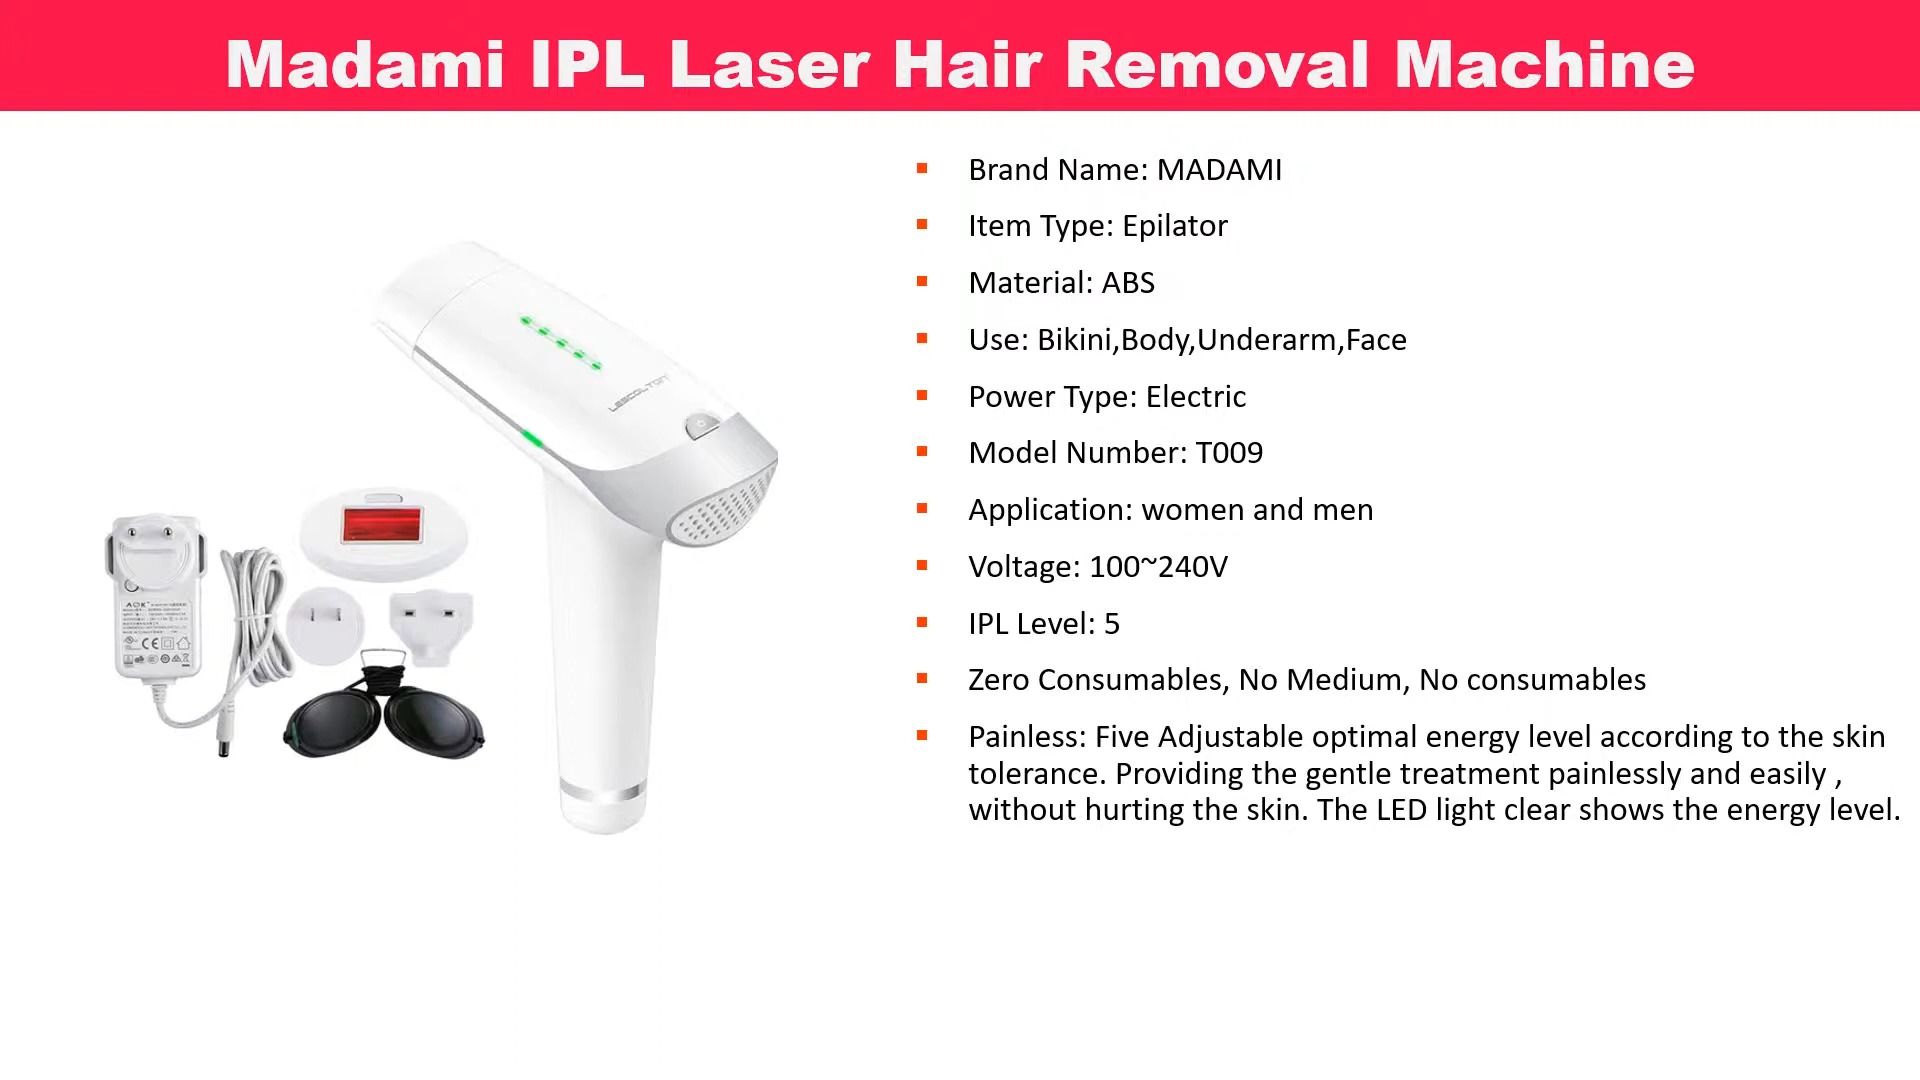 Madami IPL Laser Hair Removal Machine
Brand Name: MADAMI
Item Type: Epilator
Material: ABS
Use: Bikini,Body,Underarm,Face
Power Type: Electric
Model Number: T009
Application: women and men
Voltage: 100~240V
IPL Level: 5
Zero Consumables, No Medium, No consumables
Painless: Five Adjustable optimal energy level according to the skin
tolerance. Providing the gentle treatment painlessly and easily ,
without hurting the skin. The LED light clear shows the energy level.
LESCOLTON
AOK